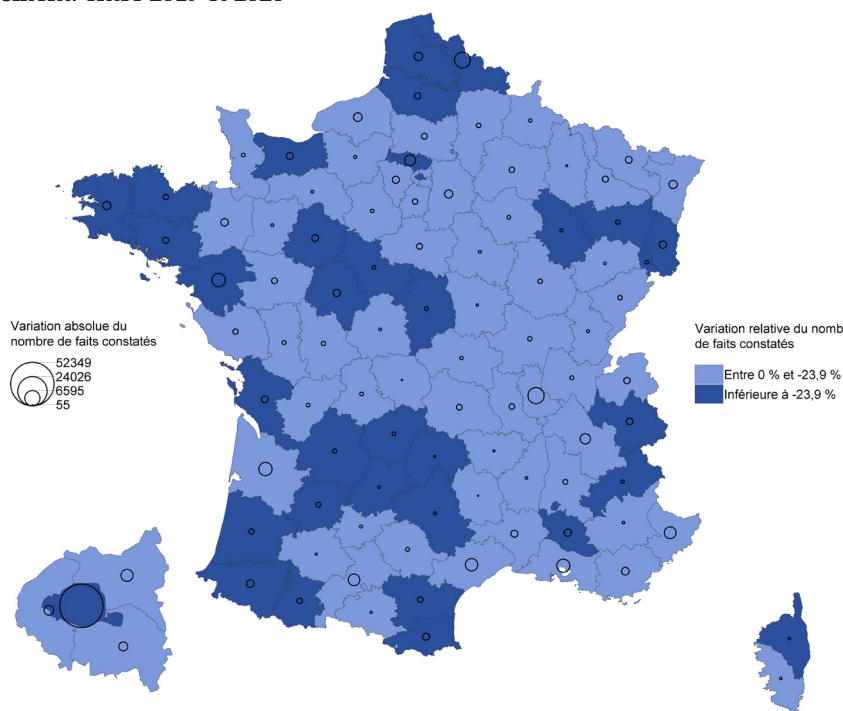 Variation absolue du
nombre de faits constatés
52349
24026
6595
55
Variation relative du nomb
de faits constatés
Entre 0 % et -23,9 %
Inférieure à -23,9 %